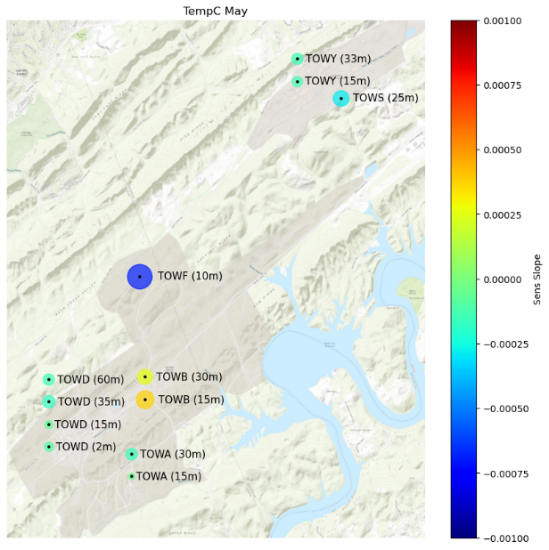 TempC May
TOWY (33m)
TOWY (15m)
TOWS (25m)
TOWF (10m)
TOWD (60m)
TOWB (30m)
TOWD (35m)
TOWB (15m)
TOWD (15m)
TOWD (2m)
TOWA (30m)
TOWA (15m)
0.00100
0.00075
0.00050
0.00025
0.00000
−0.00025
−0.00050
−0.00075
−0.00100
Sens Slope